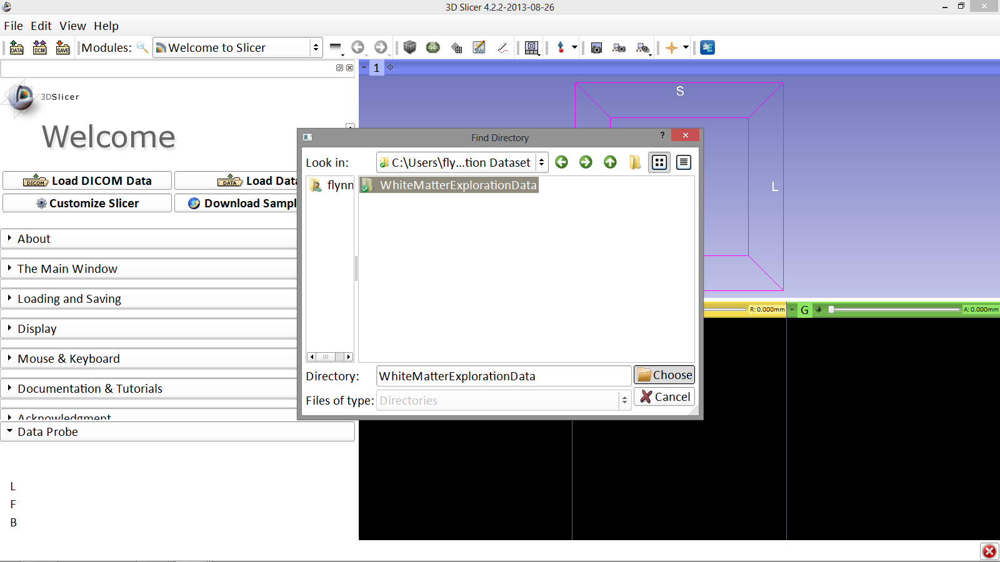 3D Slicer 4.2.2-2013-08-26
File Edit View Help
DATA DCM SAVE Modules: Welcome to Slicer
1
3DSlicer
Welcome
S
L
Find Directory
?
Look in: C:\Users\fly...tion Dataset
flynn
WhiteMatterExplorationData
DICOM Load DICOM Data
DATA Load Data
Customize Slicer
Download Sampl
About
The Main Window
Loading and Saving
Display
Mouse & Keyboard
Documentation & Tutorials
Acknowledgment
Data Probe
Directory: WhiteMatterExplorationData
Choose
Files of type: Directories
Cancel
R: 0.000mm
G
A: 0.000mm
L
F
B